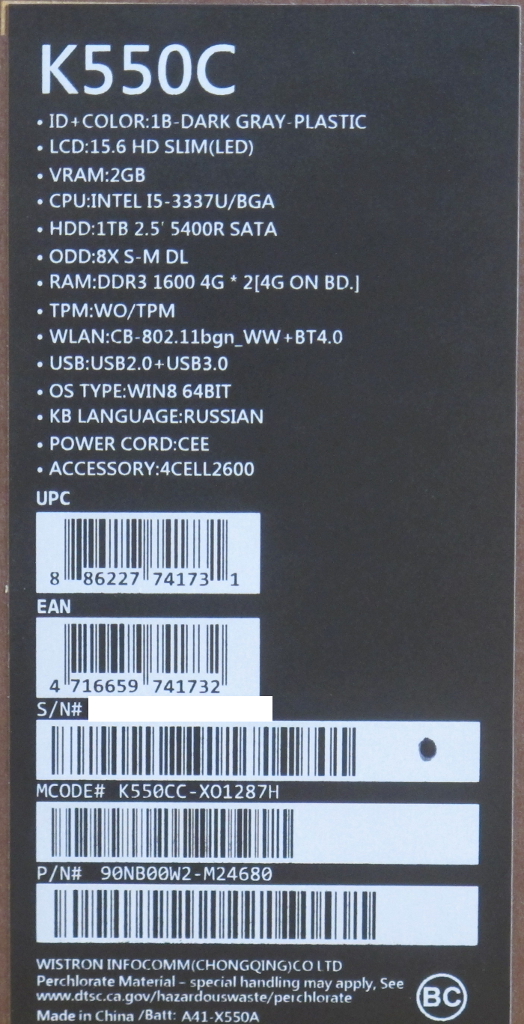 K550C
• ID+COLOR:1B-DARK GRAY-PLASTIC
• LCD:15.6 HD SLIM(LED)
• VRAM:2GB
• CPU:INTEL I5-3337U/BGA
• HDD:1TB 2.5' 5400R SATA
• ODD:8X S-M DL
• RAM:DDR3 1600 4G * 2[4G ON BD.]
• TPM:WO/TPM
• WLAN:CB-802.11bgn_WW+BT4.0
• USB:USB2.0+USB3.0
• OS TYPE:WIN8 64BIT
• KB LANGUAGE:RUSSIAN
• POWER CORD:CEE
• ACCESSORY:4CELL2600
UPC
8 86227 74173 1
EAN
4 716659 741732
S/N#
MCODE# K550CC-XO1287H
P/N# 90NB00W2-M24680
WISTRON INFOCOMM(CHONGQING)CO LTD
Perchlorate Material - special handling may apply, See
www.dtsc.ca.gov/hazardouswaste/perchlorate
Made in China /Batt: A41-X550A
BC